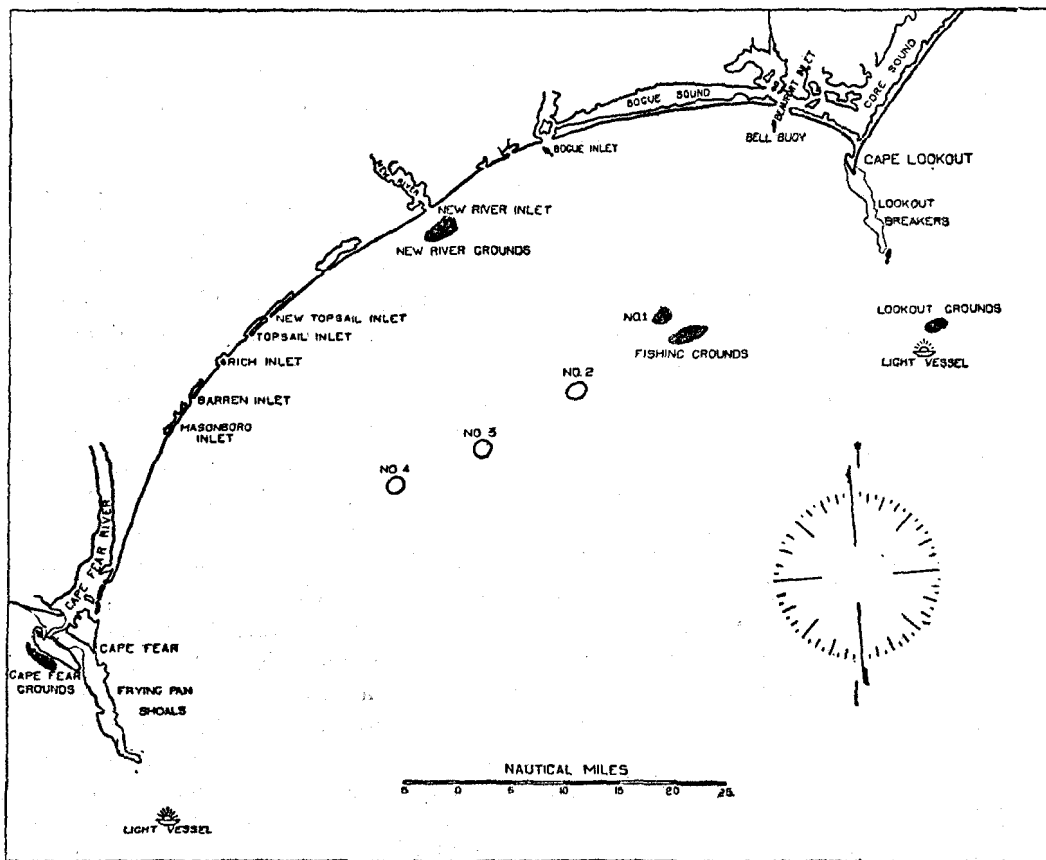 CORE SOUND
BOGUE SOUND
BEAUFORT INLET
BELL BUOY
BOGUE INLET
CAPE LOOKOUT
NEW RIVER
LOOKOUT
BREAKERS
NEW RIVER INLET
NEW RIVER GROUNDS
LOOKOUT GROUNDS
NO.1
NEW TOPSAIL INLET
TOPSAIL INLET
FISHING GROUNDS
LIGHT VESSEL
RICH INLET
NO. 2
BARREN INLET
MASONBORO
INLET
NO. 3
NO. 4
CAPE FEAR RIVER
CAPE FEAR
CAPE FEAR
GROUNDS
FRYING PAN
SHOALS
NAUTICAL MILES
5 0 5 10 15 20 25.
LIGHT VESSEL